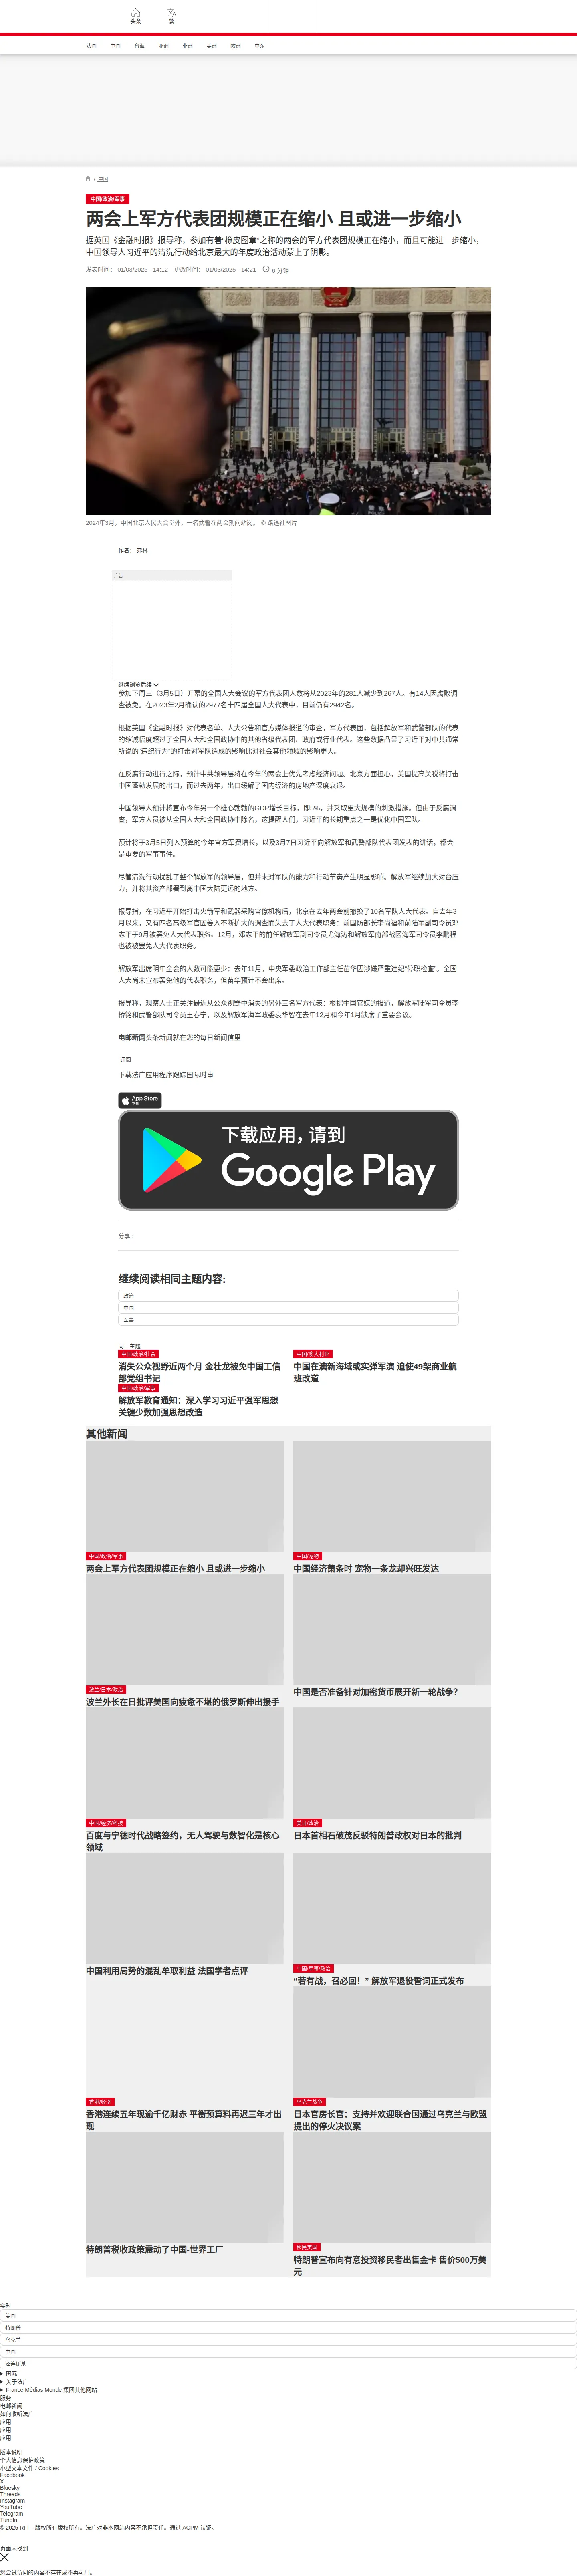 头条
繁
法国
中国
台海
亚洲
非洲
美洲
欧洲
中东
/ 中国
中国/政治/军事
两会上军方代表团规模正在缩小 且或进一步缩小
据英国《金融时报》报导称，参加有着“橡皮图章”之称的两会的军方代表团规模正在缩小，而且可能进一步缩小，
中国领导人习近平的清洗行动给北京最大的年度政治活动蒙上了阴影。
发表时间： 01/03/2025 - 14:12 更改时间： 01/03/2025 - 14:21 6 分钟
2024年3月，中国北京人民大会堂外，一名武警在两会期间站岗。 © 路透社图片
作者： 弗林
广告
继续浏览后续
参加下周三（3月5日）开幕的全国人大会议的军方代表团人数将从2023年的281人减少到267人。有14人因腐败调
查被免。在2023年2月确认的2977名十四届全国人大代表中，目前仍有2942名。
根据英国《金融时报》对代表名单、人大公告和官方媒体报道的审查，军方代表团，包括解放军和武警部队的代表
的缩减幅度超过了全国人大和全国政协中的其他省级代表团、政府或行业代表。这些数据凸显了习近平对中共通常
所说的“违纪行为”的打击对军队造成的影响比对社会其他领域的影响更大。
在反腐行动进行之际，预计中共领导层将在今年的两会上优先考虑经济问题。北京方面担心，美国提高关税将打击
中国蓬勃发展的出口，而过去两年，出口缓解了国内经济的房地产深度衰退。
中国领导人预计将宣布今年另一个雄心勃勃的GDP增长目标，即5%，并采取更大规模的刺激措施。但由于反腐调
查，军方人员被从全国人大和全国政协中除名，这提醒人们，习近平的长期重点之一是优化中国军队。
预计将于3月5日列入预算的今年官方军费增长，以及3月7日习近平向解放军和武警部队代表团发表的讲话，都会
是重要的军事事件。
尽管清洗行动扰乱了整个解放军的领导层，但并未对军队的能力和行动节奏产生明显影响。解放军继续加大对台压
力，并将其资产部署到离中国大陆更远的地方。
报导指，在习近平开始打击火箭军和武器采购官僚机构后，北京在去年两会前撤换了10名军队人大代表。自去年3
月以来，又有四名高级军官因卷入不断扩大的调查而失去了人大代表职务：前国防部长李尚福和前陆军副司令员邓
志平于9月被罢免人大代表职务。12月，邓志平的前任解放军副司令员尤海涛和解放军南部战区海军司令员李鹏程
也被被罢免人大代表职务。
解放军出席明年全会的人数可能更少：去年11月，中央军委政治工作部主任苗华因涉嫌严重违纪“停职检查”。全国
人大尚未宣布罢免他的代表职务，但苗华预计不会出席。
报导称，观察人士正关注最近从公众视野中消失的另外三名军方代表：根据中国官媒的报道，解放军陆军司令员李
桥铭和武警部队司令员王春宁，以及解放军海军政委袁华智在去年12月和今年1月缺席了重要会议。
电邮新闻头条新闻就在您的每日新闻信里
订阅
下载法广应用程序跟踪国际时事
App Store
下载
下载应用，请到
Google Play
分享 :
继续阅读相同主题内容:
政治
中国
军事
同一主题
中国/政治/社会
消失公众视野近两个月 金壮龙被免中国工信
部党组书记
中国/澳大利亚
中国在澳新海域或实弹军演 迫使49架商业航
班改道
中国/政治/军事
解放军教育通知：深入学习习近平强军思想
关键少数加强思想改造
其他新闻
中国/政治/军事
两会上军方代表团规模正在缩小 且或进一步缩小
中国/宠物
中国经济萧条时 宠物一条龙却兴旺发达
波兰/日本/政治
波兰外长在日批评美国向疲惫不堪的俄罗斯伸出援手
中国是否准备针对加密货币展开新一轮战争？
中国/经济/科技
百度与宁德时代战略签约，无人驾驶与数智化是核心
领域
美日/政治
日本首相石破茂反驳特朗普政权对日本的批判
中国利用局势的混乱牟取利益 法国学者点评
中国/军事/政治
“若有战，召必回！” 解放军退役誓词正式发布
香港/经济
香港连续五年现逾千亿财赤 平衡预算料再迟三年才出
现
乌克兰战争
日本官房长官：支持并欢迎联合国通过乌克兰与欧盟
提出的停火决议案
特朗普税收政策震动了中国-世界工厂
移民美国
特朗普宣布向有意投资移民者出售金卡 售价500万美
元
实时
美国
特朗普
乌克兰
中国
泽连斯基
国际
关于法广
France Médias Monde 集团其他网站
服务
电邮新闻
如何收听法广
应用
应用
应用
版本说明
个人信息保护政策
小型文本文件 / Cookies
Facebook
X
Bluesky
Threads
Instagram
YouTube
Telegram
TuneIn
© 2025 RFI – 版权所有版权所有。法广对非本网站内容不承担责任。通过 ACPM 认证。
页面未找到
您尝试访问的内容不存在或不再可用。